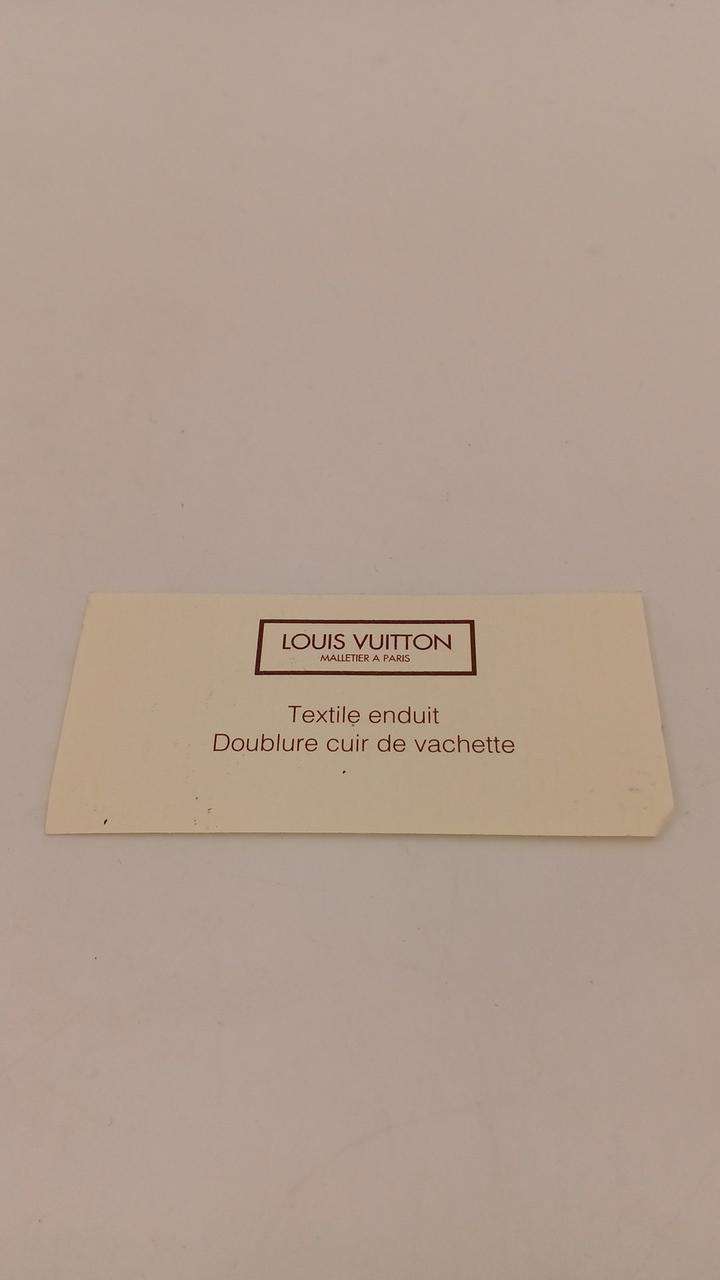 LOUIS VUITTON
MALLETIER A PARIS
Textile enduit
Doublure cuir de vachette